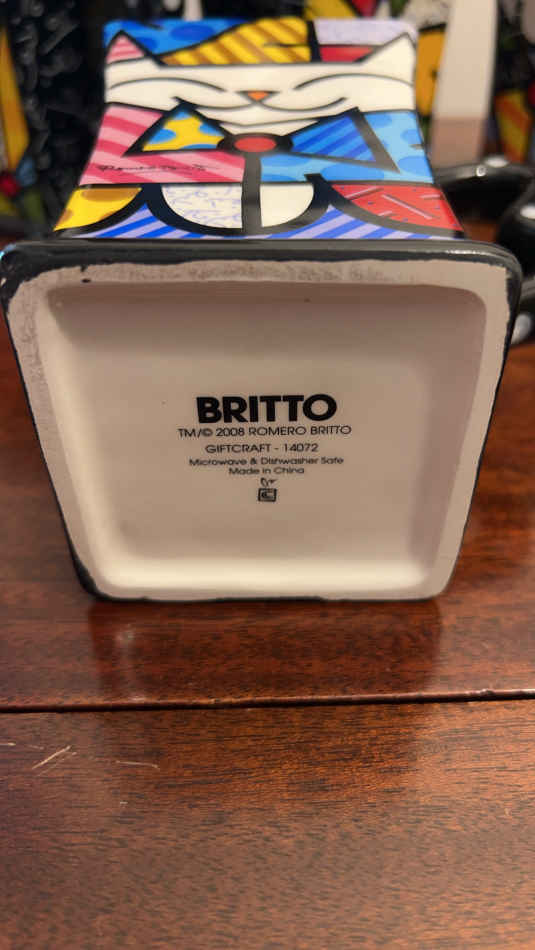 BRITTO
TM/© 2008 ROMERO BRITTO
GIFTCRAFT - 14072
Microwave & Dishwasher Safe
Made in China